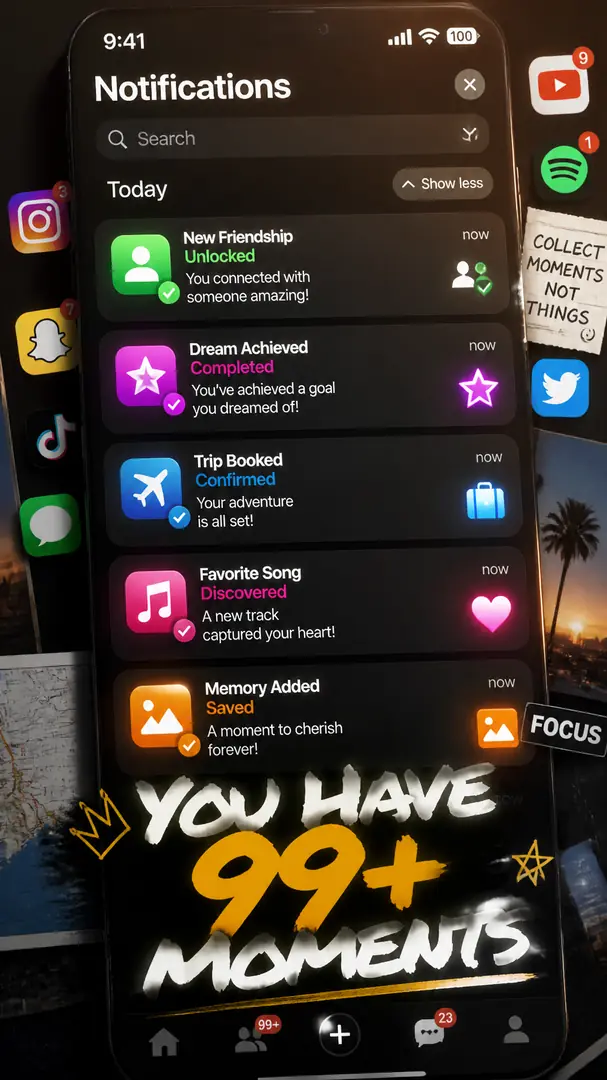 9:41
100
Notifications
Search
Today
Show less
New Friendship
Unlocked
You connected with
someone amazing!
now
Dream Achieved
Completed
You've achieved a goal
you dreamed of!
now
Trip Booked
Confirmed
Your adventure
is all set!
now
Favorite Song
Discovered
A new track
captured your heart!
now
Memory Added
Saved
A moment to cherish
forever!
now
YOU HAVE
99+
MOMENTS
99+
23
3
7
9
1
COLLECT
MOMENTS
NOT
THINGS
FOCUS